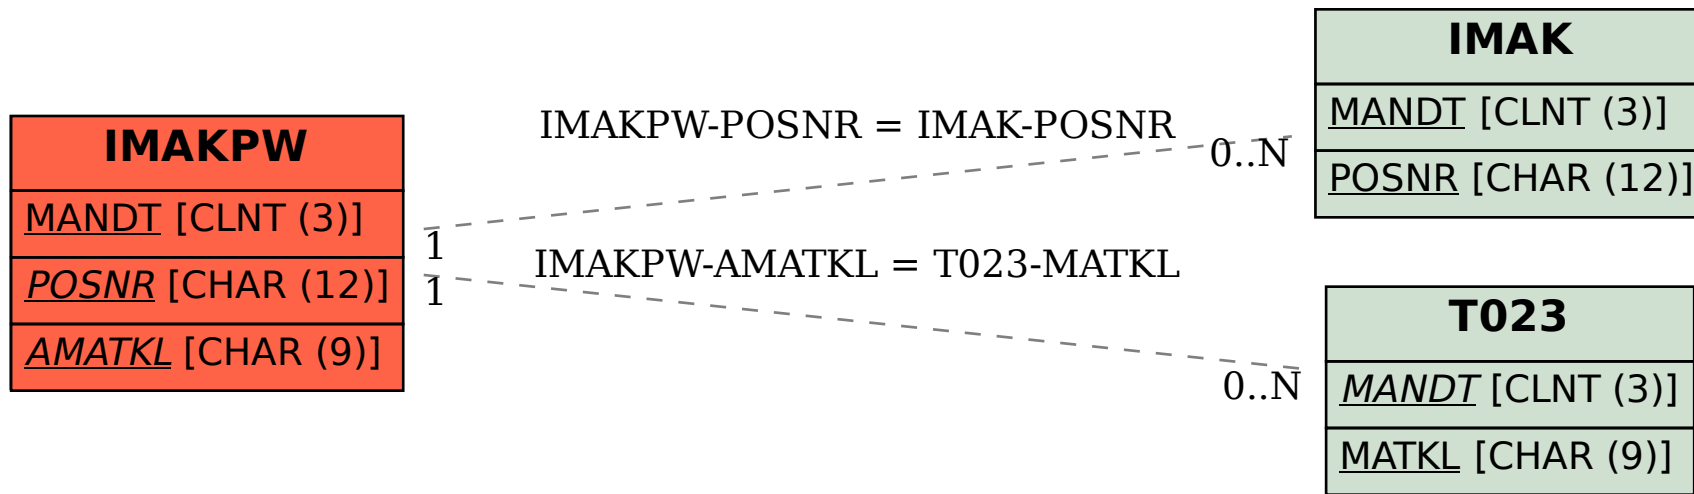 IMAKPW
MANDT [CLNT (3)]
POSNR [CHAR (12)]
AMATKL [CHAR (9)]
IMAKPW-POSNR = IMAK-POSNR
0..N
1
IMAKPW-AMATKL = T023-MATKL
1
0..N
IMAK
MANDT [CLNT (3)]
POSNR [CHAR (12)]
T023
MANDT [CLNT (3)]
MATKL [CHAR (9)]